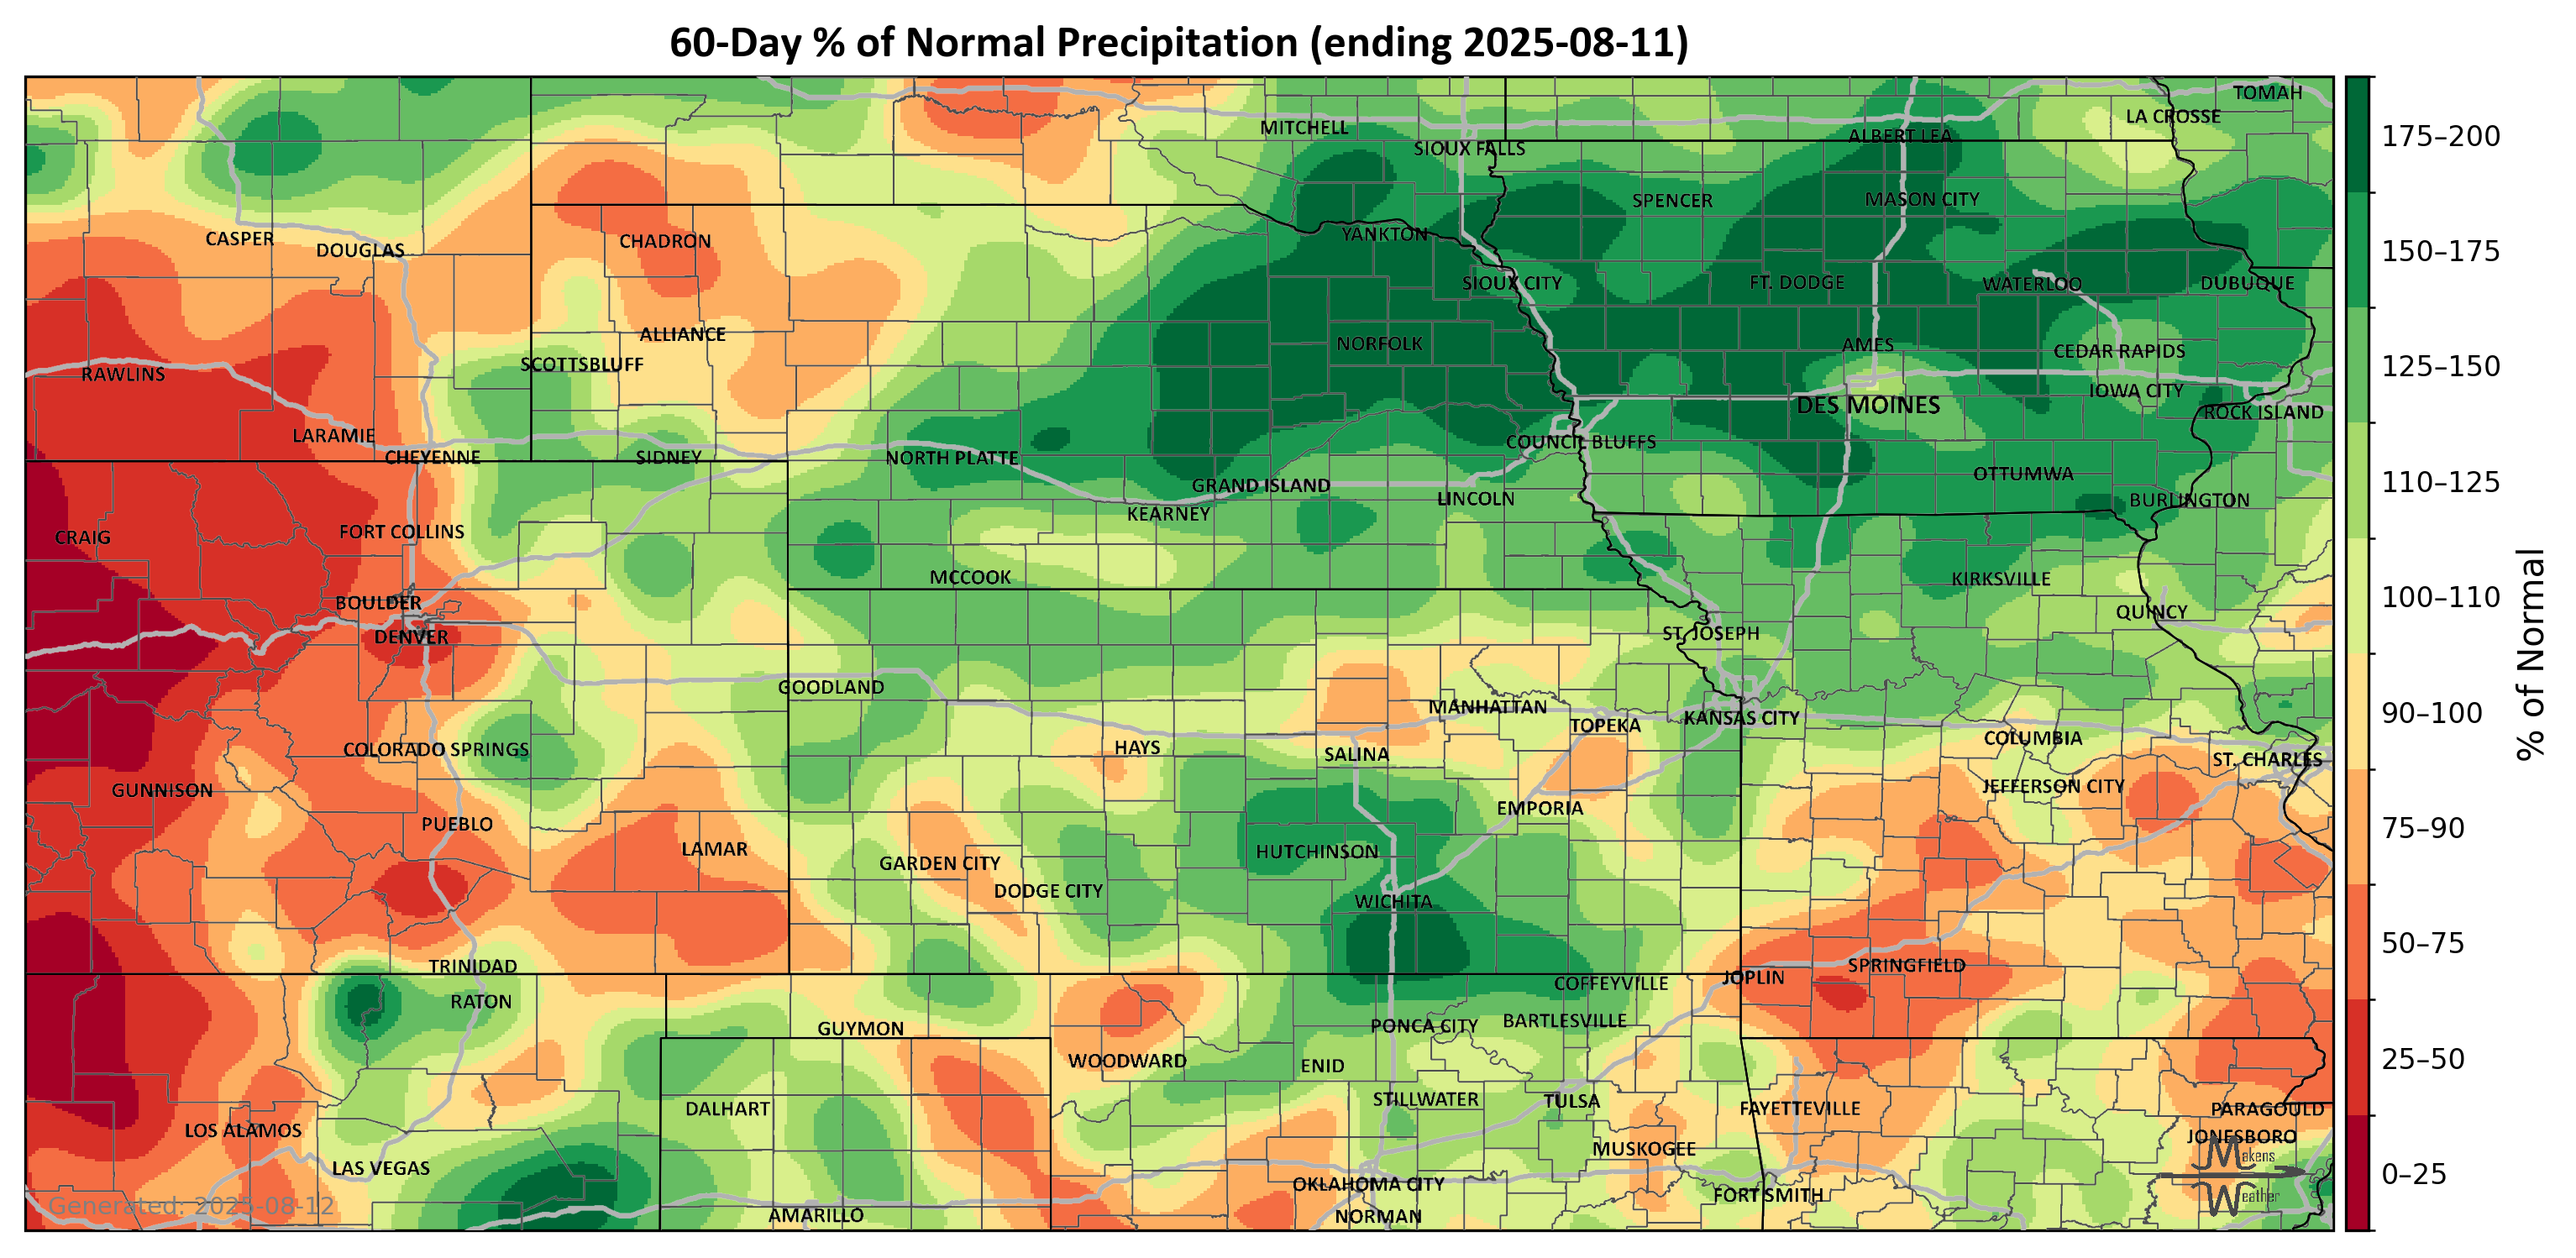 60-Day % of Normal Precipitation (ending 2025-08-11)
TOMAH
LA CROSSE
MITCHELL
ALBERT LEA
SIOUX FALLS
SPENCER
MASON CITY
YANKTON
CASPER
CHADRON
DOUGLAS
SIOUX CITY
FT. DODGE
WATERLOO
DUBUQUE
ALLIANCE
NORFOLK
AMES
CEDAR RAPIDS
SCOTTSBLUFF
RAWLINS
IOWA CITY
DES MOINES
ROCK ISLAND
LARAMIE
COUNCIL BLUFFS
CHEYENNE
SIDNEY
NORTH PLATTE
OTTUMWA
GRAND ISLAND
LINCOLN
BURLINGTON
KEARNEY
FORT COLLINS
CRAIG
MCCOOK
KIRKSVILLE
BOULDER
QUINCY
DENVER
ST. JOSEPH
GOODLAND
MANHATTAN
KANSAS CITY
TOPEKA
COLUMBIA
COLORADO SPRINGS
HAYS
SALINA
ST. CHARLES
GUNNISON
JEFFERSON CITY
EMPORIA
PUEBLO
LAMAR
HUTCHINSON
GARDEN CITY
DODGE CITY
WICHITA
TRINIDAD
SPRINGFIELD
JOPLIN
COFFEYVILLE
RATON
GUYMON
PONCA CITY
BARTLESVILLE
WOODWARD
ENID
STILLWATER
TULSA
DALHART
FAYETTEVILLE
PARAGOULD
LOS ALAMOS
JONESBORO
MUSKOGEE
Makens
LAS VEGAS
OKLAHOMA CITY
FORT SMITH
Weather
Generated: 2025-08-12
AMARILLO
NORMAN
175–200
150–175
125–150
110–125
100–110
90–100
75–90
50–75
25–50
0–25
% of Normal